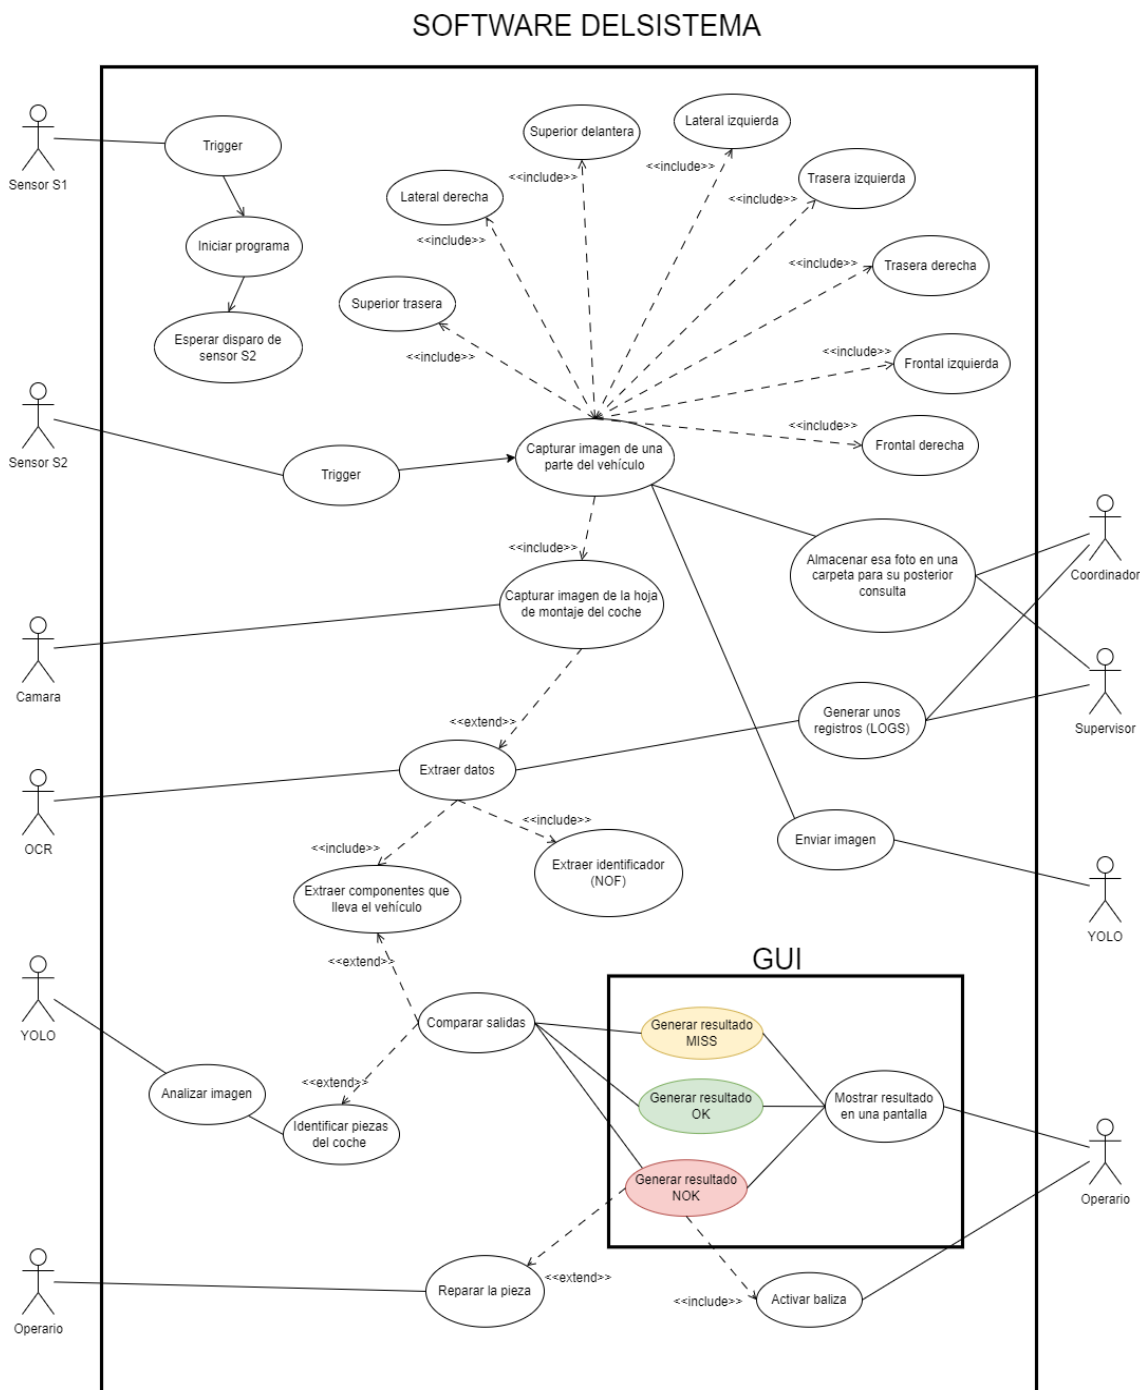 SOFTWARE DELSISTEMA
Sensor S1
Trigger
Iniciar programa
Esperar disparo de
sensor S2
Superior delantera
Lateral izquierda
<<include>>
<<include>>
Trasera izquierda
<<include>>
Lateral derecha
<<include>>
Trasera derecha
<<include>>
Superior trasera
<<include>>
Frontal izquierda
<<include>>
Frontal derecha
<<include>>
Sensor S2
Trigger
Capturar imagen de una
parte del vehículo
<<include>>
Capturar imagen de la hoja
de montaje del coche
Almacenar esa foto en una
carpeta para su posterior
consulta
Coordinador
Camara
<<extend>>
Generar unos
registros (LOGS)
Supervisor
Extraer datos
OCR
<<include>>
<<include>>
Extraer identificador
(NOF)
Enviar imagen
Extraer componentes que
lleva el vehículo
YOLO
<<extend>>
GUI
YOLO
Comparar salidas
Generar resultado
MISS
<<extend>>
Analizar imagen
Identificar piezas
del coche
Generar resultado
OK
Mostrar resultado
en una pantalla
Generar resultado
NOK
Operario
Reparar la pieza
<<extend>>
<<include>>
Activar baliza
Operario